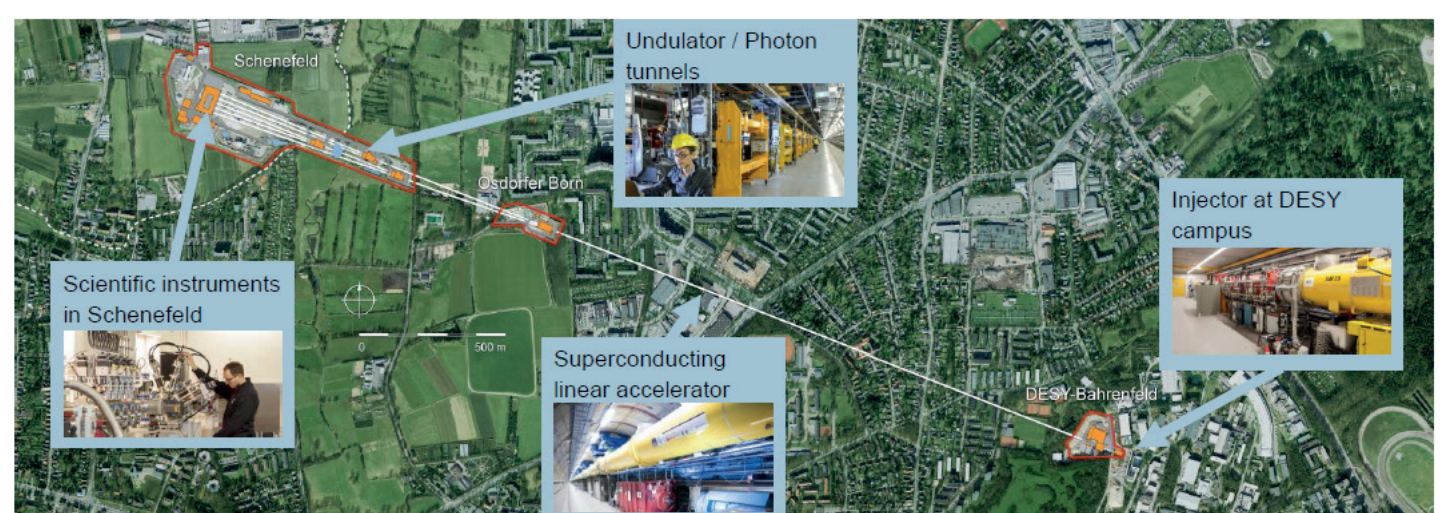 Schenefeld
Undulator / Photon
tunnels
Osdorfer Born
Injector at DESY
campus
Scientific instruments
in Schenefeld
0 500 m
Superconducting
linear accelerator
DESY-Bahrenfeld